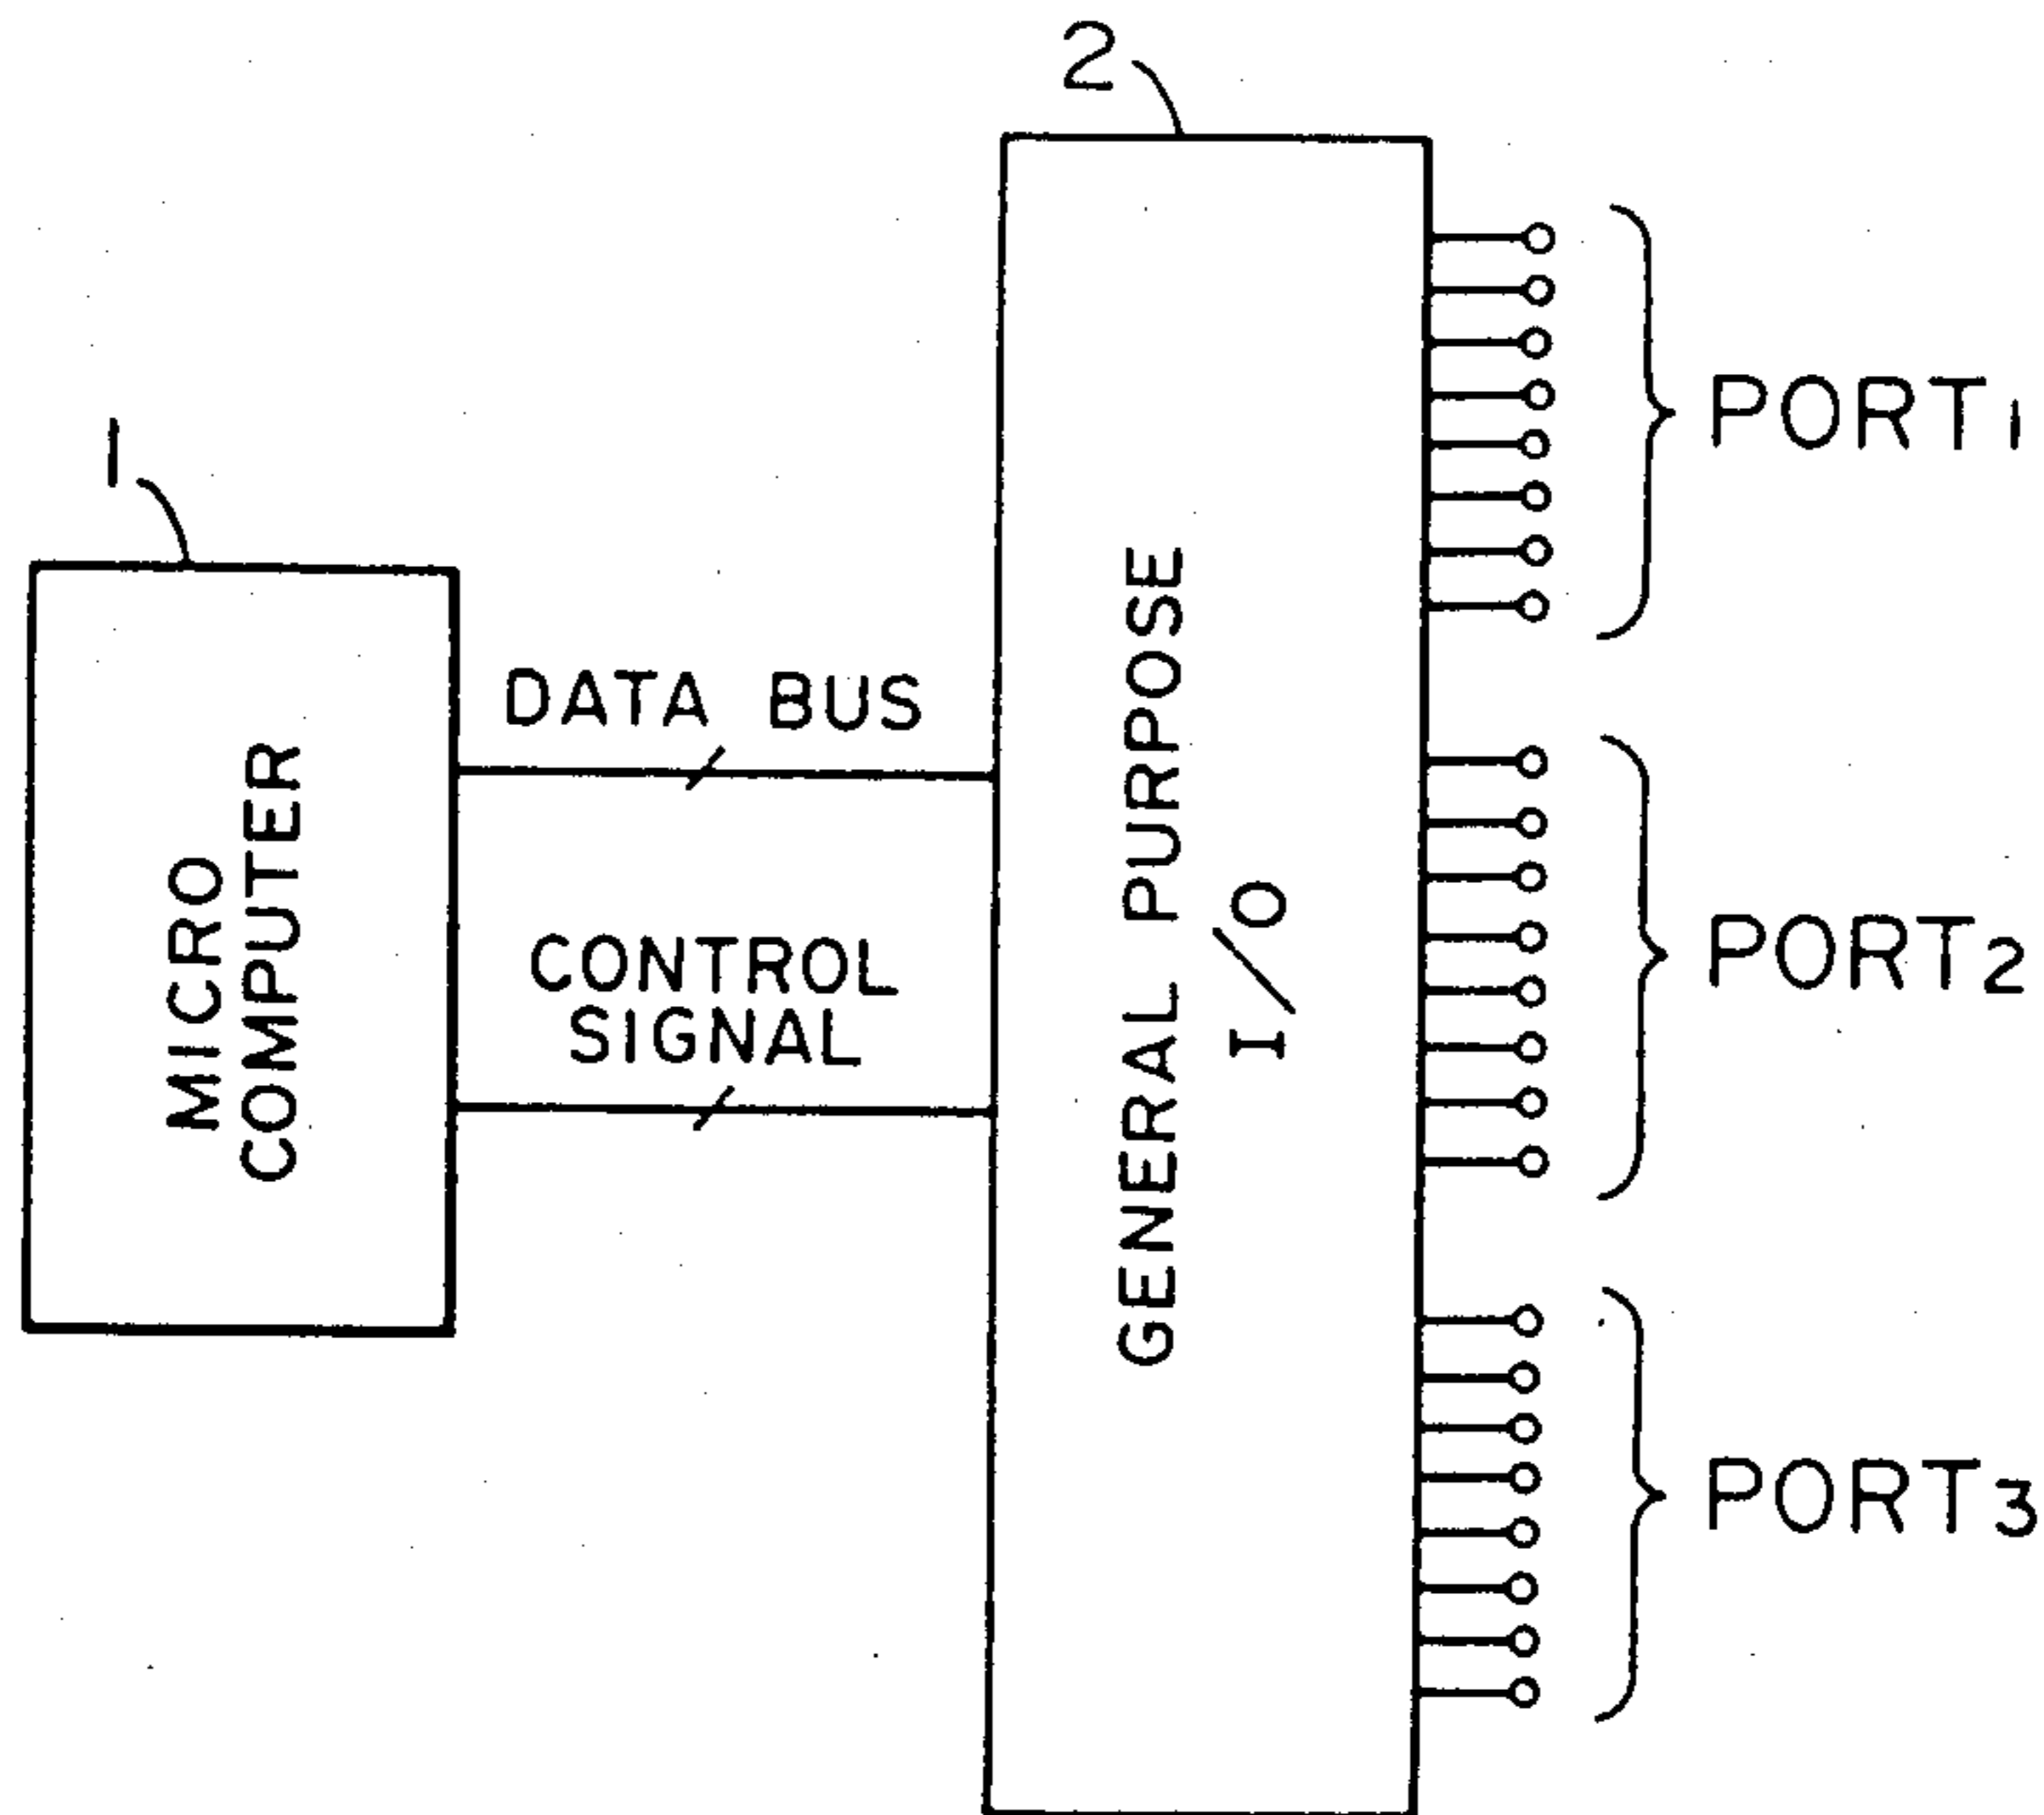 2
1
MICRO
COMPUTER
DATA BUS
CONTROL
SIGNAL
GENERAL PURPOSE
I/O
PORT1
PORT2
PORT3